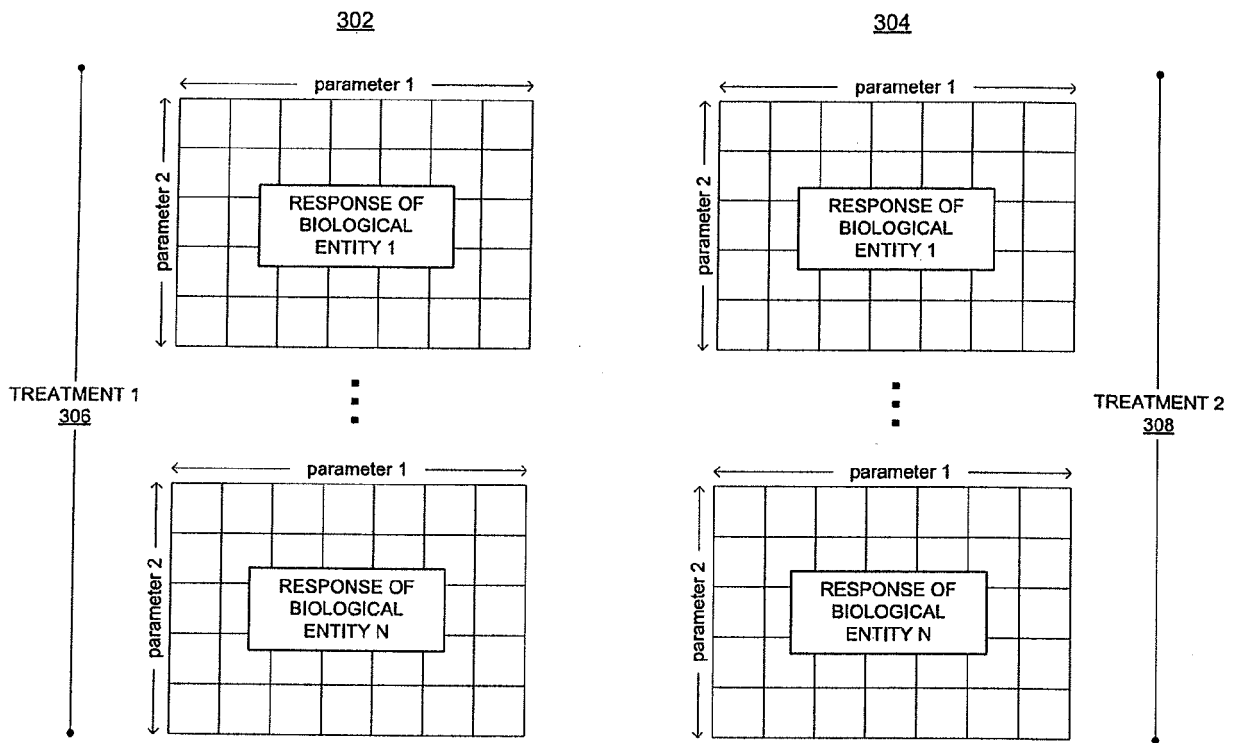 302
304
parameter 1
parameter 1
parameter 2
RESPONSE OF
BIOLOGICAL
ENTITY 1
parameter 2
RESPONSE OF
BIOLOGICAL
ENTITY 1
TREATMENT 1
306
TREATMENT 2
308
parameter 1
parameter 1
parameter 2
RESPONSE OF
BIOLOGICAL
ENTITY N
parameter 2
RESPONSE OF
BIOLOGICAL
ENTITY N